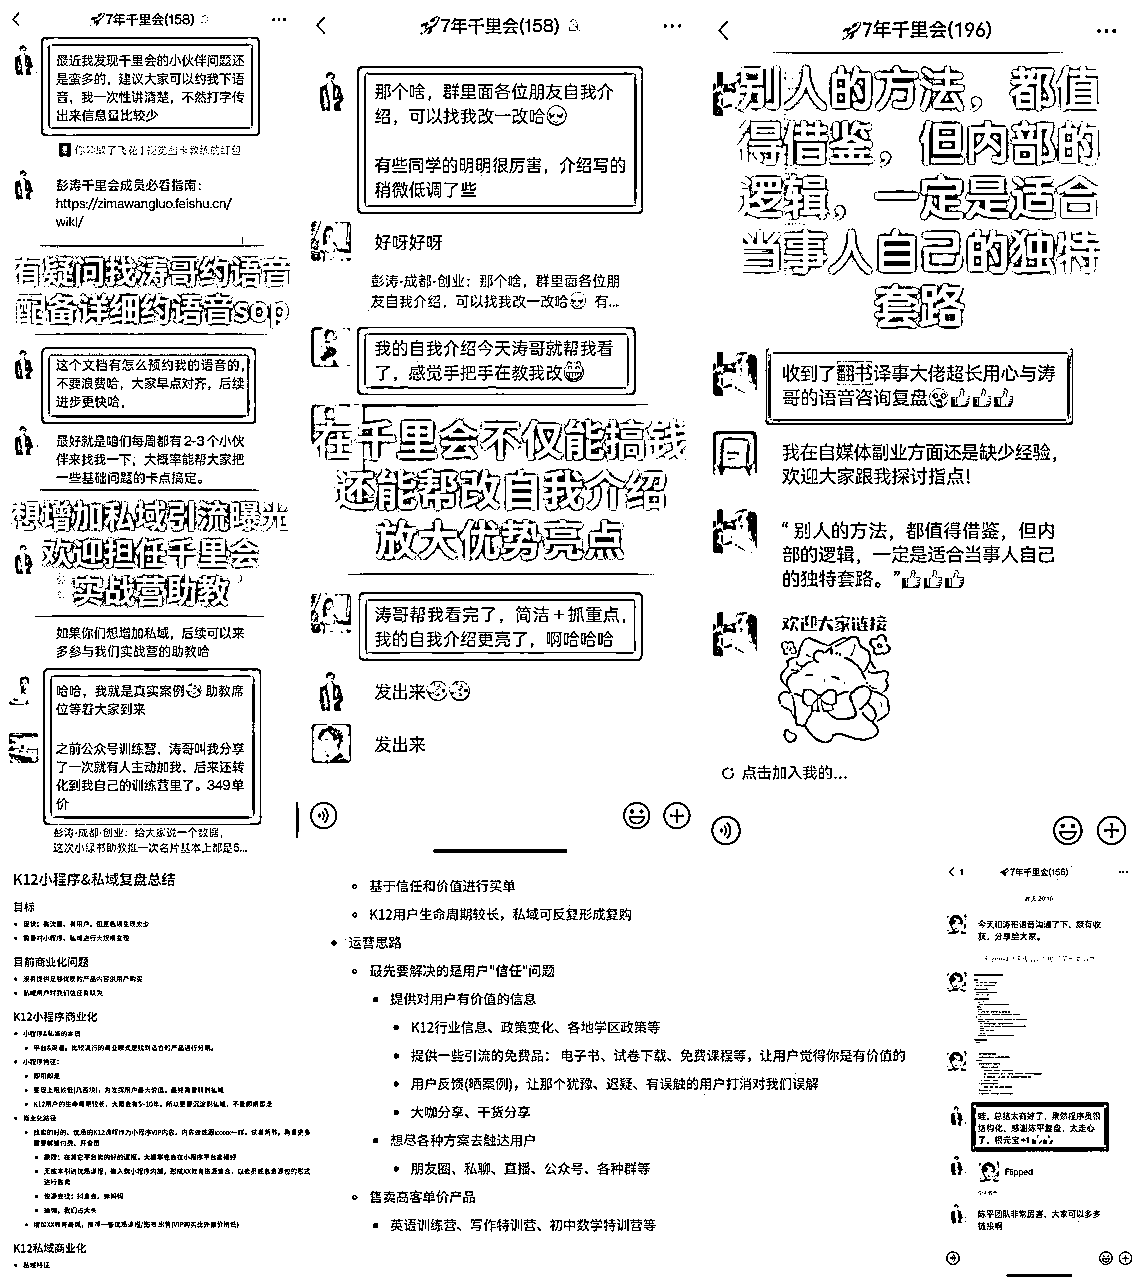 7年千里会(158)
最近我发现千里会的小伙伴问题还
是蛮多的，建议大家可以约我下语
音，我一次性讲清楚，不然打字传
出来信息量比较少
彭涛千里会成员必看指南：
https://zimawangluo.feishu.cn/
wiki/
有疑问找涛哥约语音
配备详细约语音sop
这个文档有怎么预约我的语音的，
不要浪费哈，大家早点对齐，后续
进步更快哈，
最好就是咱们每周都有2-3个小伙
伴来找我一下，大概率能帮大家把
一些基础问题的卡点搞定。
想增加私域引流曝光
欢迎担任千里会
实战营助教
如果你们想增加私域，后续可以来
多参与我们实战营的助教哈
哈哈，我就是真实案例 助教席
位等着大家到来
之前公众号训练营，涛哥叫我分享
了一次就有人主动加我、后来还转
化到我自己的训练营里了。349单
价
彭涛·成都·创业：给大家说一个数据，
这次小绿书助教班一次名片基本上都是5...
7年千里会(158)
那个啥，群里面各位朋友自我介
绍，可以找我改一改哈
有些同学的明明很厉害，介绍写的
稍微低调了些
好呀好呀
彭涛·成都·创业：那个啥，群里面各位朋
友自我介绍，可以找我改一改哈 有...
我的自我介绍今天涛哥就帮我看
了，感觉手把手在教我改😁
在千里会不仅能搞钱
还能帮改自我介绍
放大优势亮点
涛哥帮我看完了，简洁＋抓重点，
我的自我介绍更亮了，啊哈哈哈
发出来
发出来
7年千里会(196)
别人的方法，都值
得借鉴，但内部的
逻辑，一定是适合
当事人自己的独特
套路
收到了翻书译事大佬超长用心与涛
哥的语音咨询复盘👍👍👍
我在自媒体副业方面还是缺少经验，
欢迎大家跟我探讨指点！
“ 别人的方法，都值得借鉴，但内
部的逻辑，一定是适合当事人自己
的独特套路。”👍👍👍
欢迎大家链接
点击加入我的...
K12小程序&私域复盘总结
目标
目前商业化问题
K12小程序商业化
K12私域商业化
私域特征
基于信任和价值进行买单
K12用户生命周期较长，私域可反复形成复购
运营思路
最先要解决的是用户"信任"问题
提供对用户有价值的信息
K12行业信息、政策变化、各地学区政策等
提供一些引流的免费品： 电子书、试卷下载、免费课程等，让用户觉得你是有价值的
用户反馈(晒案例)，让那个犹豫、迟疑、有误触的用户打消对我们误解
大咖分享、干货分享
想尽各种方案去触达用户
朋友圈、私聊、直播、公众号、各种群等
售卖高客单价产品
英语训练营、写作特训营、初中数学特训营等
1
7年千里会(156)
今天和涛哥语音沟通了下、颇有收
获，分享给大家。
哇，总结太有好了，果然程序员很
结构化、感谢陈平复盘，太走心
了，根元宝+1👍👍
Flipped
陈平团队非常厉害、大家可以多多
链接啊